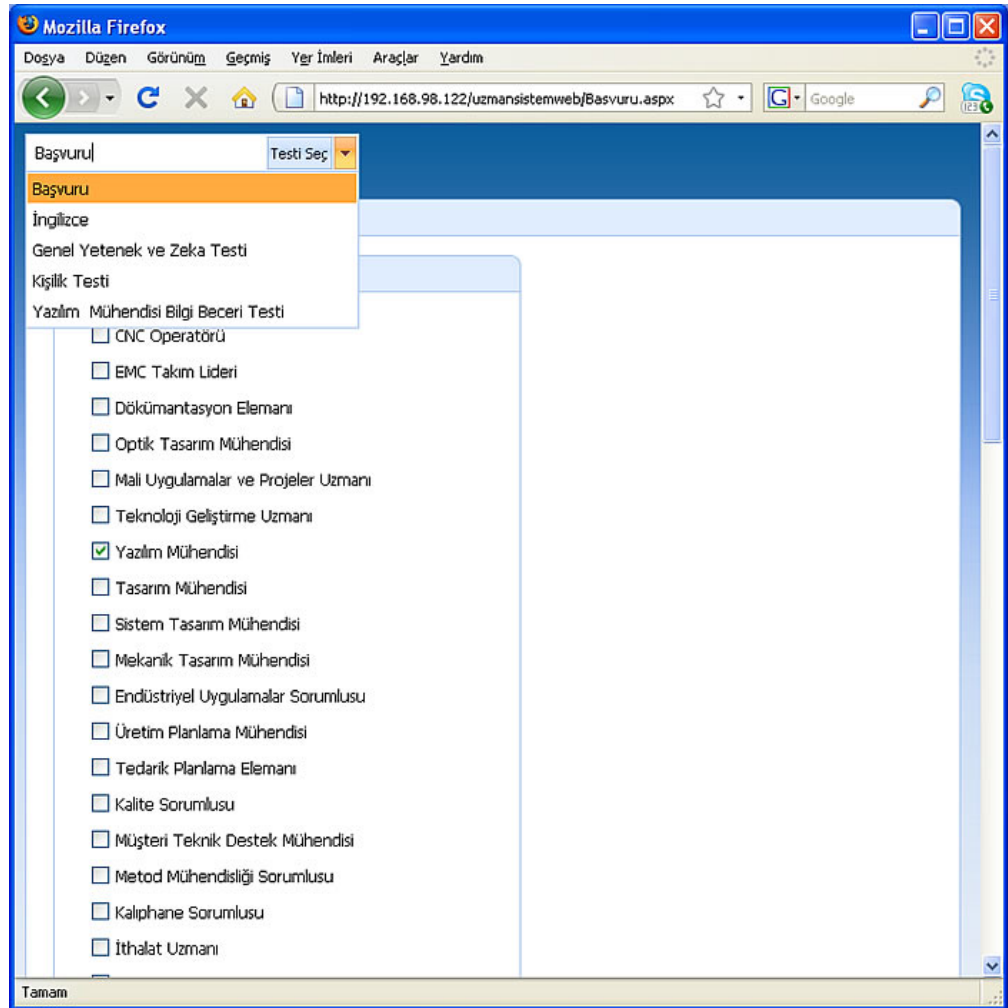 Mozilla Firefox
Dosya Düzen Görünüm Geçmiş Yer İmleri Araçlar Yardım
http://192.168.98.122/uzmansistemweb/Basvuru.aspx Google
Başvuru Testi Seç
Başvuru
İngilizce
Genel Yetenek ve Zeka Testi
Kişilik Testi
Yazılım Mühendisi Bilgi Beceri Testi
CNC Operatörü
EMC Takım Lideri
Dökümantasyon Elemanı
Optik Tasarım Mühendisi
Mali Uygulamalar ve Projeler Uzmanı
Teknoloji Geliştirme Uzmanı
Yazılım Mühendisi
Tasarım Mühendisi
Sistem Tasarım Mühendisi
Mekanik Tasarım Mühendisi
Endüstriyel Uygulamalar Sorumlusu
Üretim Planlama Mühendisi
Tedarik Planlama Elemanı
Kalite Sorumlusu
Müşteri Teknik Destek Mühendisi
Metod Mühendisliği Sorumlusu
Kalıphane Sorumlusu
İthalat Uzmanı
Tamam